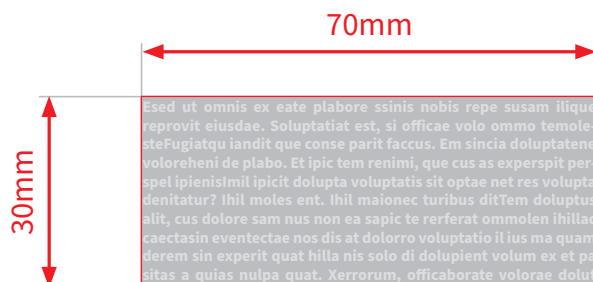 70mm
30mm
Esed ut omnis ex eate plabore ssinis nobis repe susam ilique
reprovit eiusdae. Soluptatiat est, si officae volo ommo temole-
steFugiatqu iandit que conse parit faccus. Em sincia doluptatene
voloreheni de plabo. Et ipic tem renimi, que cus as experspit per-
spel ipienisImil ipicit dolupta voluptatis sit optae net res volupta
denitatur? Ihil moles ent. Ihil maionec turibus ditTem doluptus
alit, cus dolore sam nus non ea sapic te rerferat ommolen ihillac
caectasin eventectae nos dis at dolorro voluptatio il ius ma quam
derem sin experit quat hilla nis solo di dolupient volum ex et pa
sitas a quias nulpa quat. Xerrorum, officaborate volorae dolut